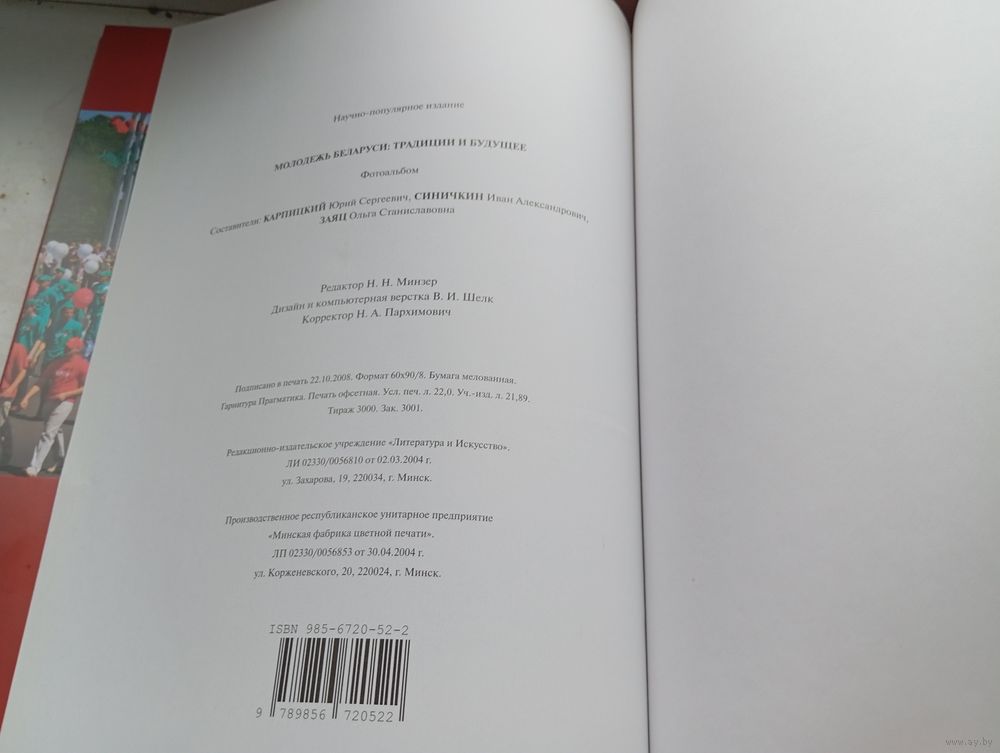 Научно-популярное издание
МОЛОДЕЖЬ БЕЛАРУСИ: ТРАДИЦИИ И БУДУЩЕЕ
Фотоальбом
Составители: КАРПИЦКИЙ Юрий Сергеевич, СИНИЧКИН Иван Александрович,
ЗАЯЦ Ольга Станиславовна
Редактор Н. Н. Минзер
Дизайн и компьютерная верстка В. И. Шелк
Корректор Н. А. Пархимович
Подписано в печать 22.10.2008. Формат 60х90/8. Бумага мелованная.
Гарнитура Прагматика. Печать офсетная. Усл. печ. л. 22,0. Уч.-изд. л. 21,89.
Тираж 3000. Зак. 3001.
Редакционно-издательское учреждение «Литература и Искусство».
ЛИ 02330/0056810 от 02.03.2004 г.
ул. Захарова, 19, 220034, г. Минск.
Производственное республиканское унитарное предприятие
«Минская фабрика цветной печати».
ЛП 02330/0056853 от 30.04.2004 г.
ул. Корженевского, 20, 220024, г. Минск.
ISBN 985-6720-52-2
9 789856 720522
www.ay.by